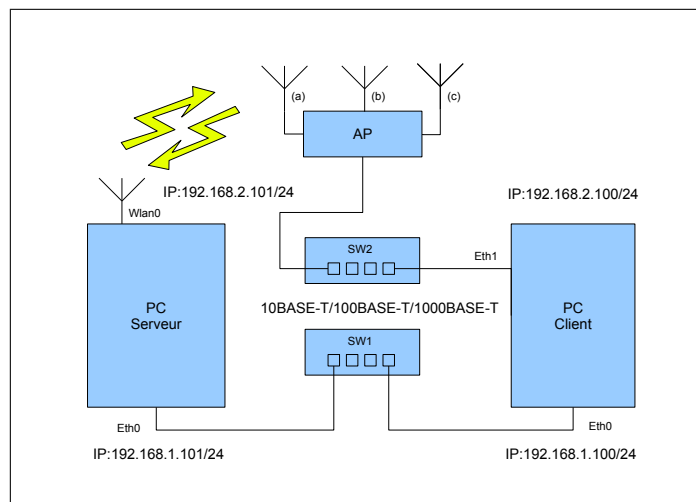 (a)
(b)
(c)
AP
IP:192.168.2.101/24
IP:192.168.2.100/24
Wlan0
SW2
Eth1
PC
Serveur
10BASE-T/100BASE-T/1000BASE-T
PC
Client
SW1
Eth0
Eth0
IP:192.168.1.101/24
IP:192.168.1.100/24